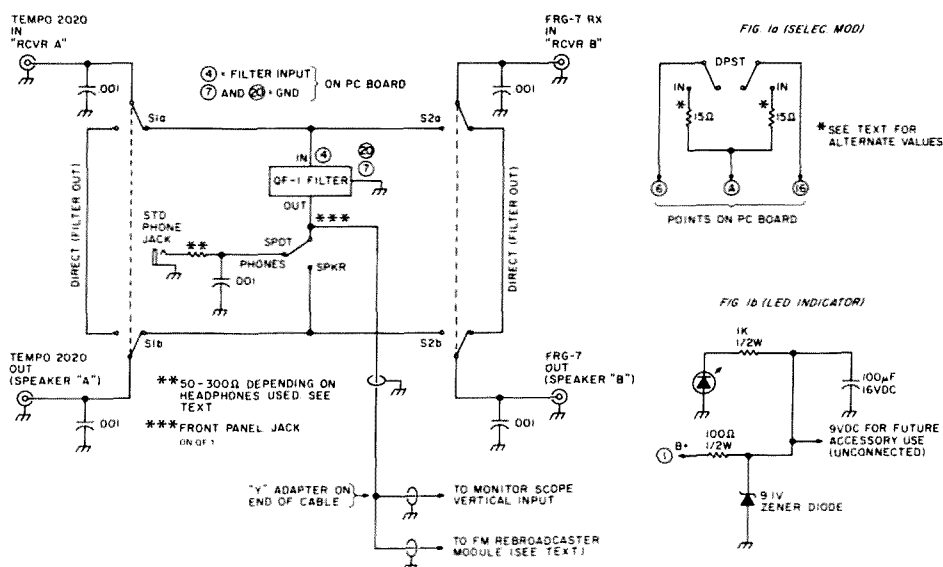 TEMPO 2020
IN
"RCVR A"
.001
S1a
④ = FILTER INPUT
⑦ AND ⑳ = GND
ON PC BOARD
FRG-7 RX
IN
"RCVR B"
.001
S2a
IN
④
⑳
⑦
QF-1 FILTER
OUT
***
STD
PHONE
JACK
**
SPDT
PHONES
SPKR
.001
DIRECT (FILTER OUT)
DIRECT (FILTER OUT)
S1b
S2b
TEMPO 2020
OUT
(SPEAKER "A")
.001
**50-300Ω DEPENDING ON
HEADPHONES USED. SEE
TEXT
***FRONT PANEL JACK
ON QF-1
FRG-7
OUT
(SPEAKER "B")
.001
"Y" ADAPTER ON
END OF CABLE
TO MONITOR SCOPE
VERTICAL INPUT
TO FM REBROADCASTER
MODULE (SEE TEXT)
FIG. 1a (SELEC. MOD)
DPST
IN
IN
*
15Ω
*
15Ω
*SEE TEXT FOR
ALTERNATE VALUES
⑥
Ⓐ
⑯
POINTS ON PC BOARD
FIG. 1b (LED INDICATOR)
1K
1/2W
100µF
16VDC
100Ω
1/2W
① B+
9VDC FOR FUTURE
ACCESSORY USE
(UNCONNECTED)
9.1V
ZENER DIODE